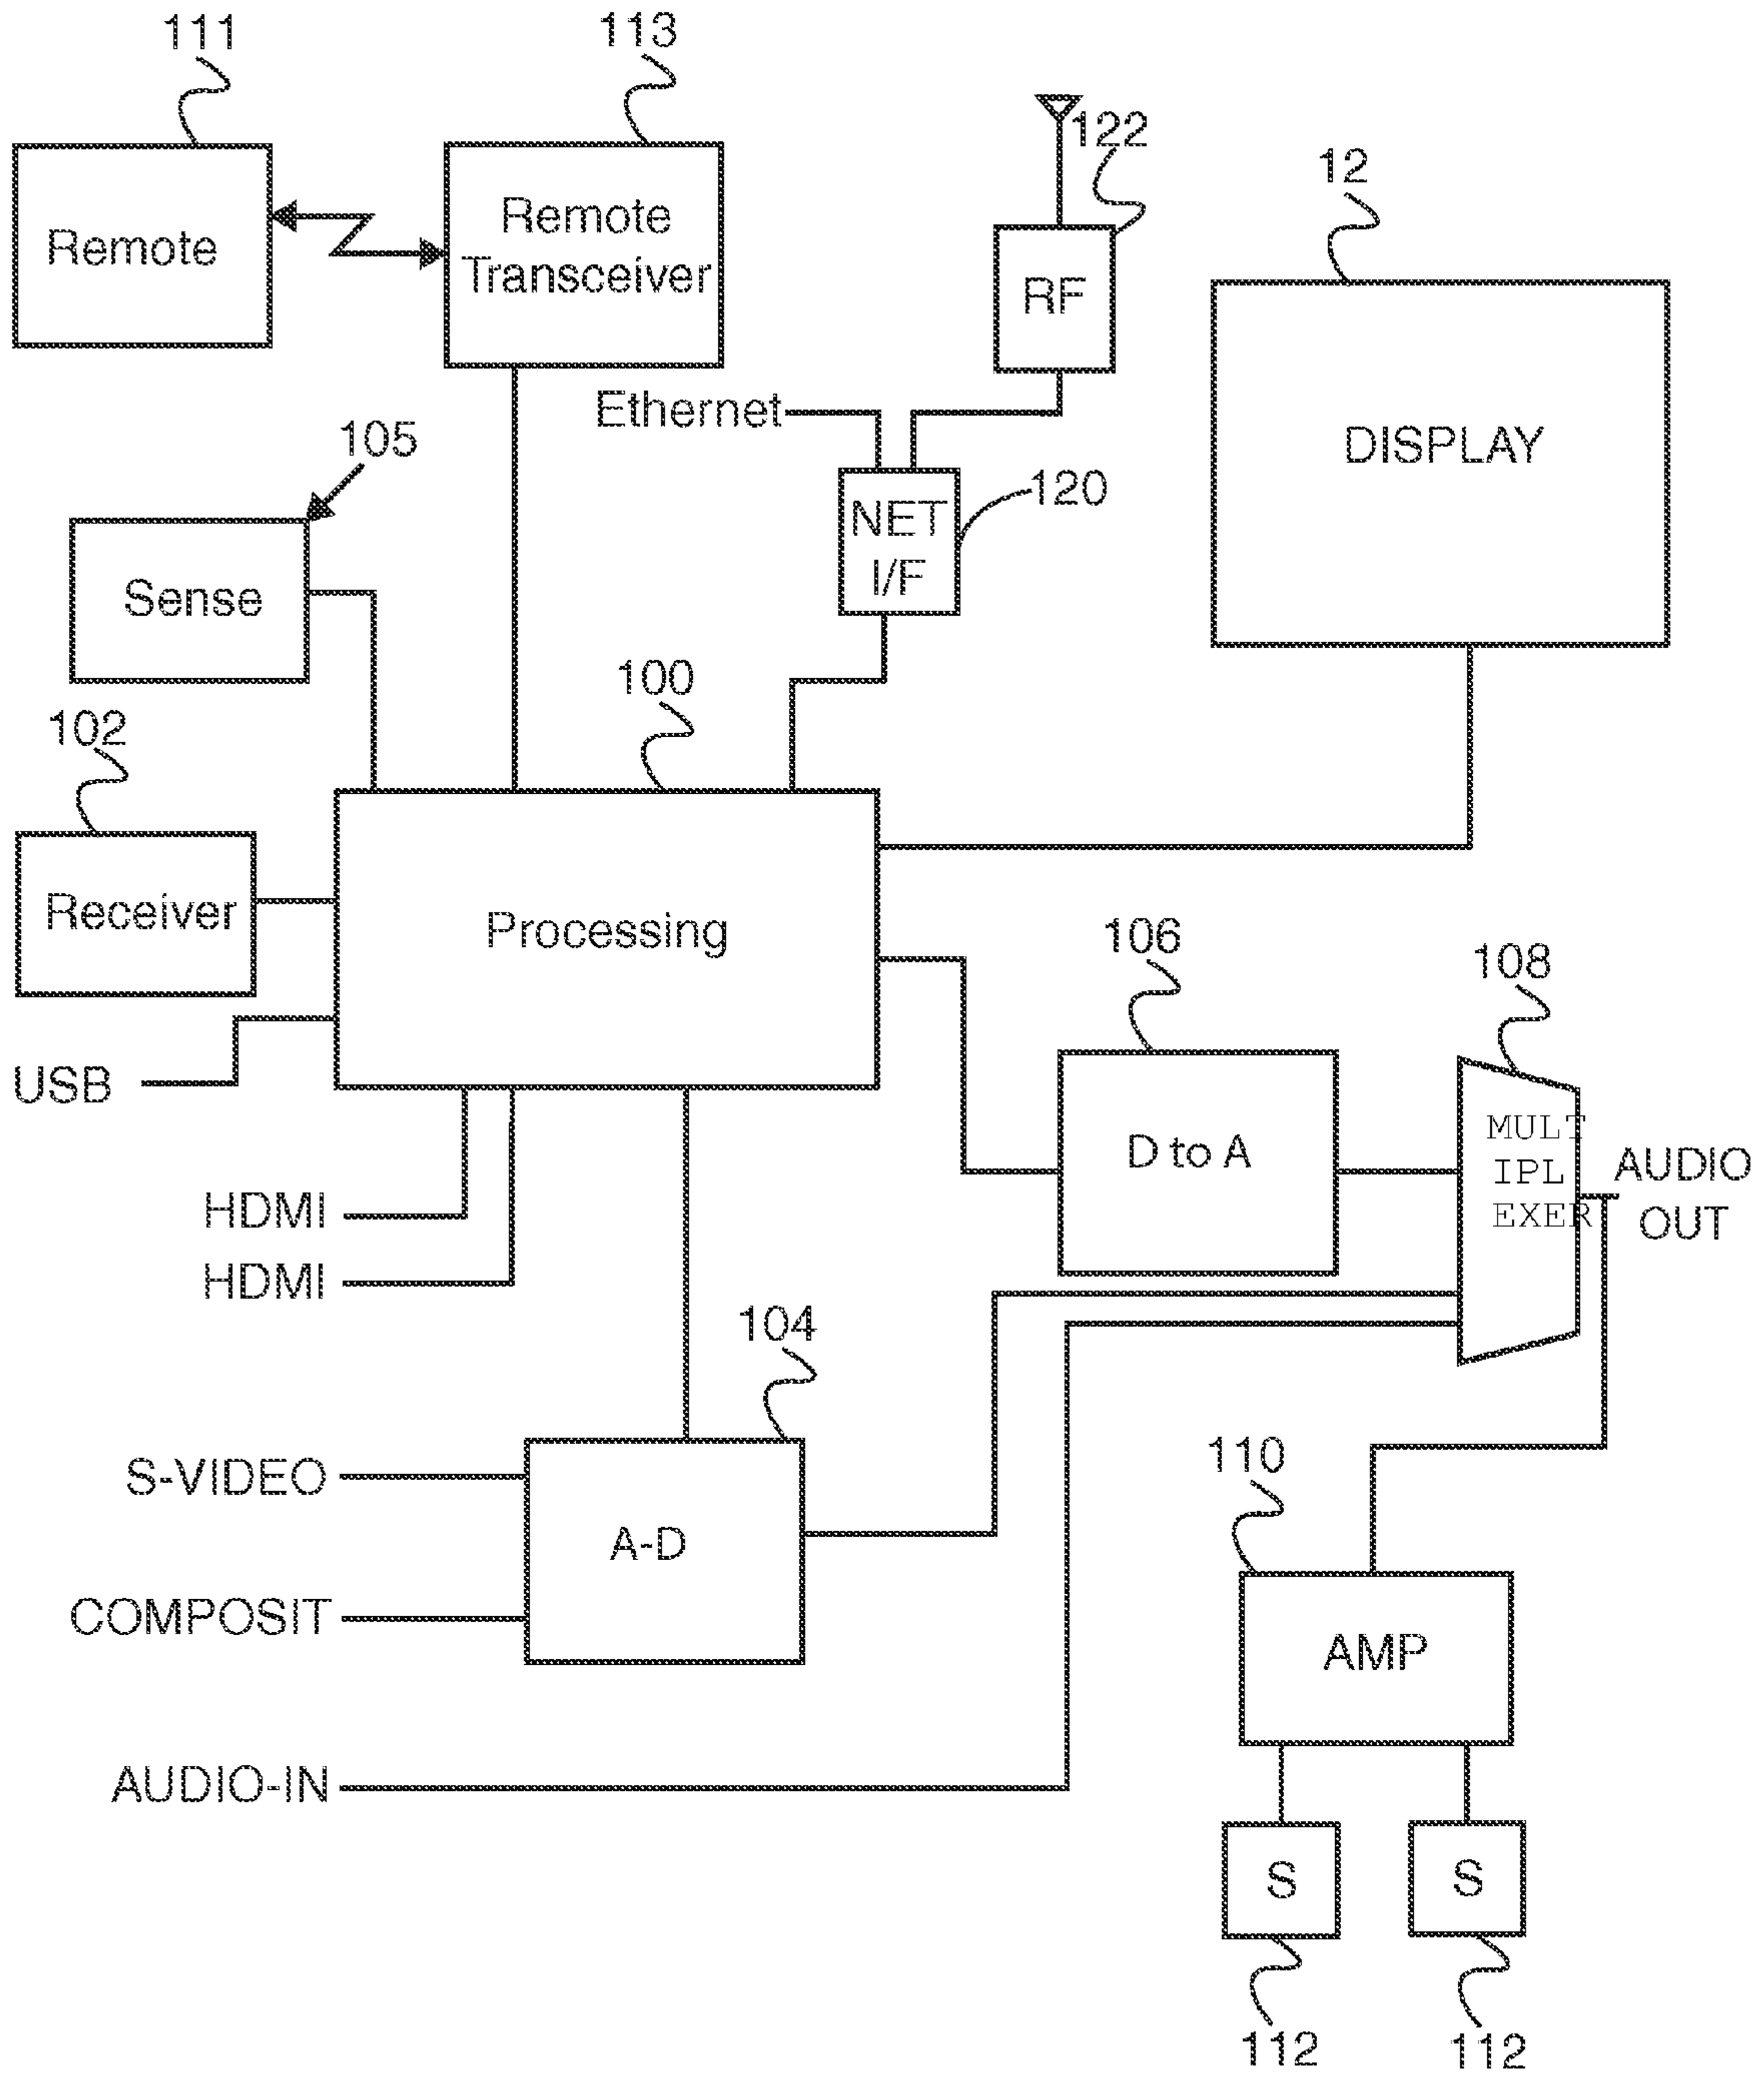 111
113
122
12
Remote
Remote
Transceiver
RF
Ethernet
DISPLAY
105
NET
I/F
120
Sense
100
102
Receiver
Processing
106
108
USB
D to A
MULT
IPL
EXER
AUDIO
OUT
HDMI
HDMI
104
S-VIDEO
A-D
110
COMPOSIT
AMP
AUDIO-IN
S
S
112
112